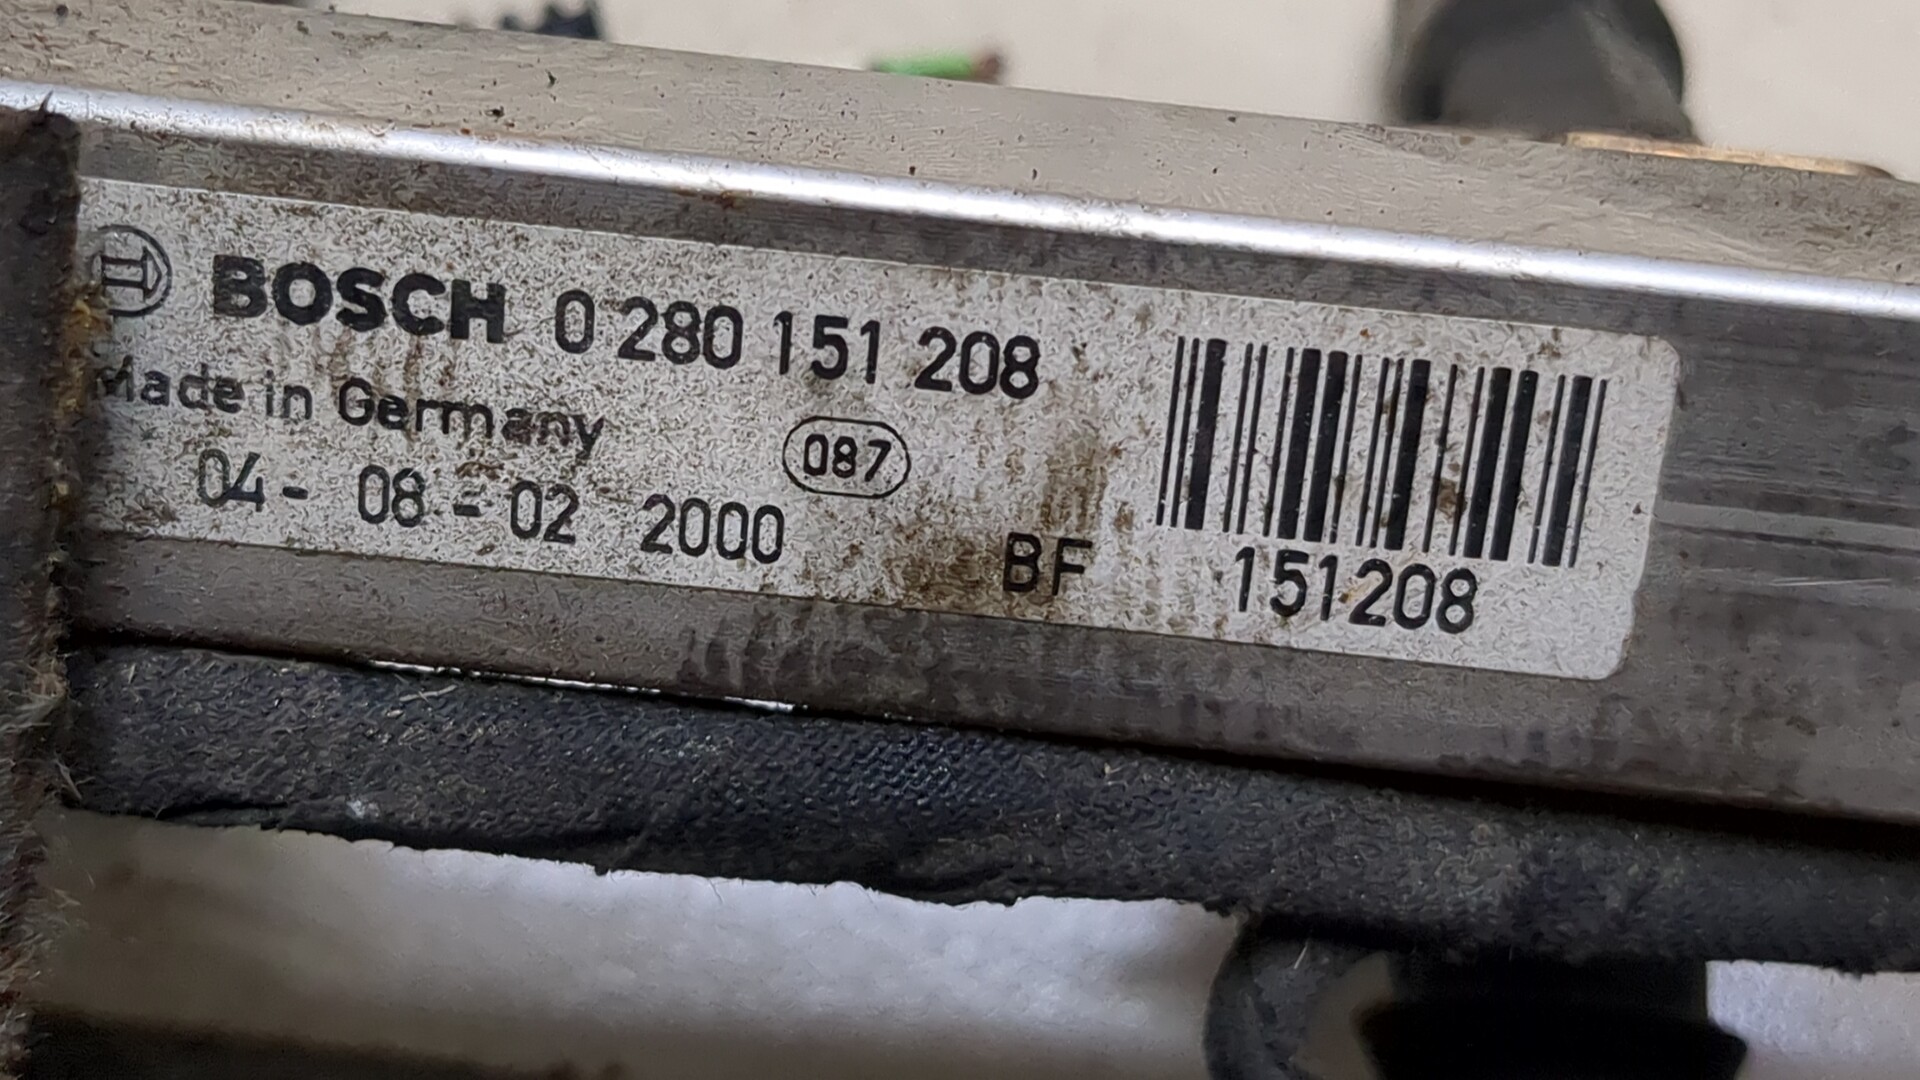 BOSCH 0 280 151 208
Made in Germany
087
04- 08-02 2000
BF 151208